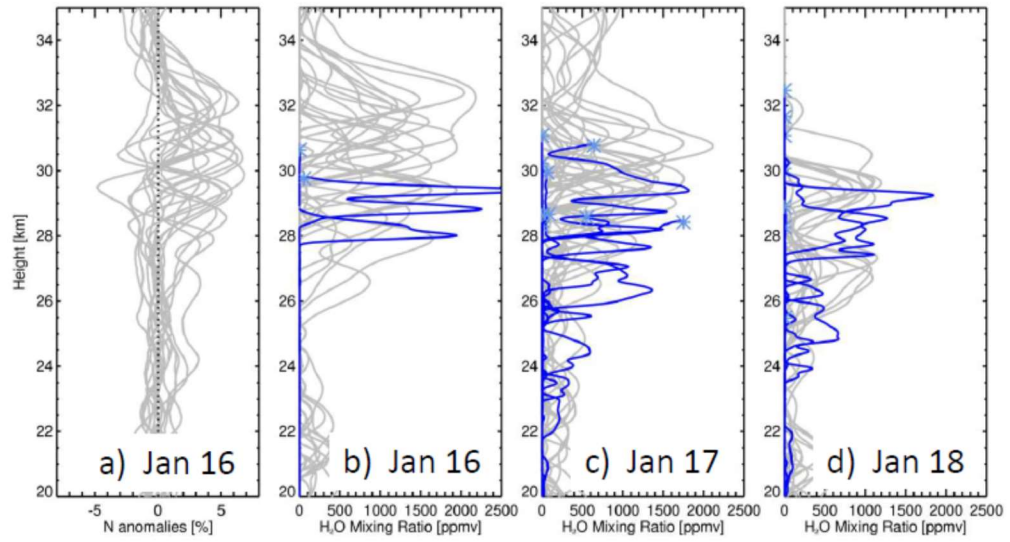 34
32
30
28
26
24
22
20
Height [km]
-5 0 5
N anomalies [%]
a) Jan 16
34
32
30
28
26
24
22
20
0 500 1000 1500 2000 2500
H₂O Mixing Ratio [ppmv]
b) Jan 16
34
32
30
28
26
24
22
20
0 500 1000 1500 2000 2500
H₂O Mixing Ratio [ppmv]
c) Jan 17
34
32
30
28
26
24
22
20
0 500 1000 1500 2000 2500
H₂O Mixing Ratio [ppmv]
d) Jan 18